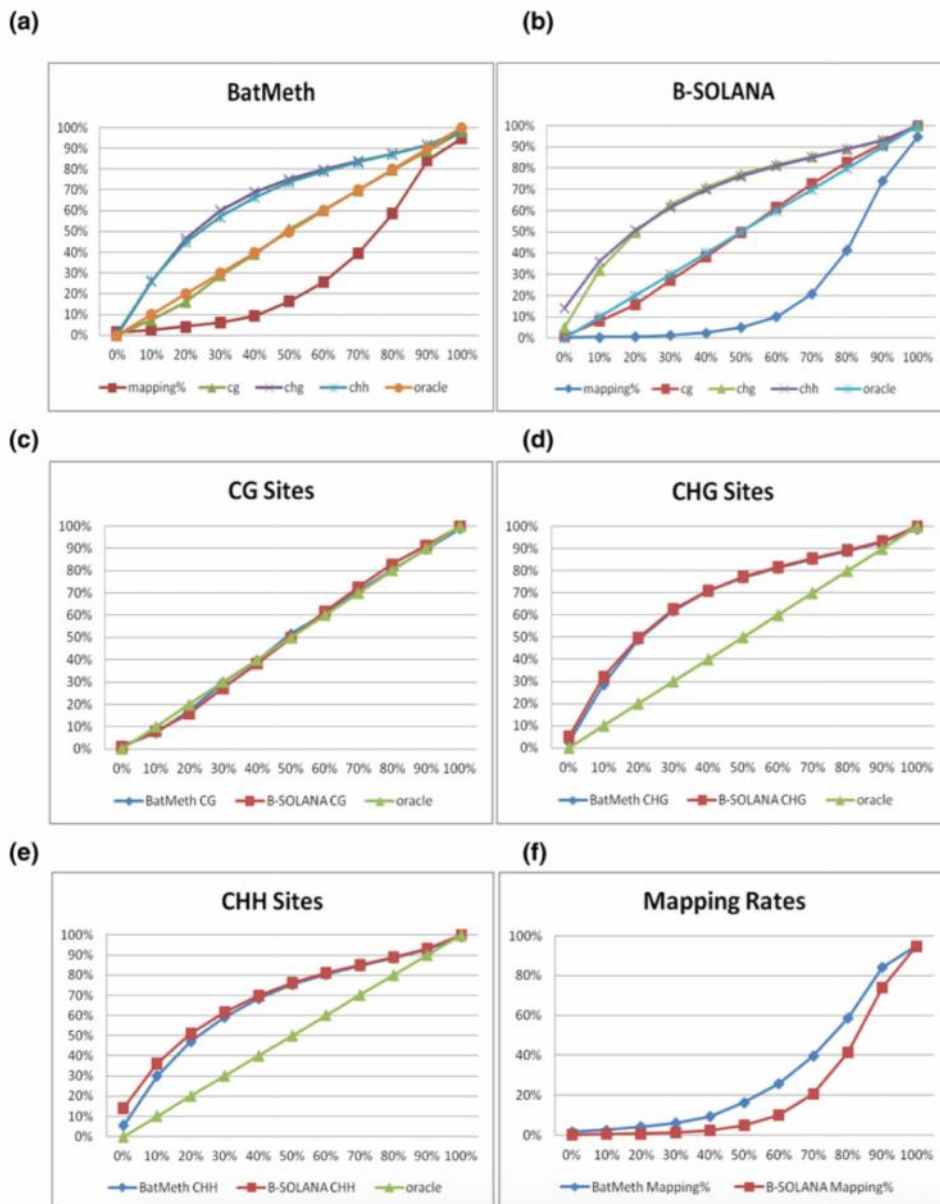 (a)
(b)
BatMeth
100%
90%
80%
70%
60%
50%
40%
30%
20%
10%
0%
0% 10% 20% 30% 40% 50% 60% 70% 80% 90% 100%
mapping% cg chg chh oracle
B-SOLANA
100%
90%
80%
70%
60%
50%
40%
30%
20%
10%
0%
0% 10% 20% 30% 40% 50% 60% 70% 80% 90% 100%
mapping% cg chg chh oracle
(c)
(d)
CG Sites
100%
90%
80%
70%
60%
50%
40%
30%
20%
10%
0%
0% 10% 20% 30% 40% 50% 60% 70% 80% 90% 100%
BatMeth CG B-SOLANA CG oracle
CHG Sites
100%
90%
80%
70%
60%
50%
40%
30%
20%
10%
0%
0% 10% 20% 30% 40% 50% 60% 70% 80% 90% 100%
BatMeth CHG B-SOLANA CHG oracle
(e)
(f)
CHH Sites
100%
90%
80%
70%
60%
50%
40%
30%
20%
10%
0%
0% 10% 20% 30% 40% 50% 60% 70% 80% 90% 100%
BatMeth CHH B-SOLANA CHH oracle
Mapping Rates
100%
80%
60%
40%
20%
0%
0% 10% 20% 30% 40% 50% 60% 70% 80% 90% 100%
BatMeth Mapping% B-SOLANA Mapping%